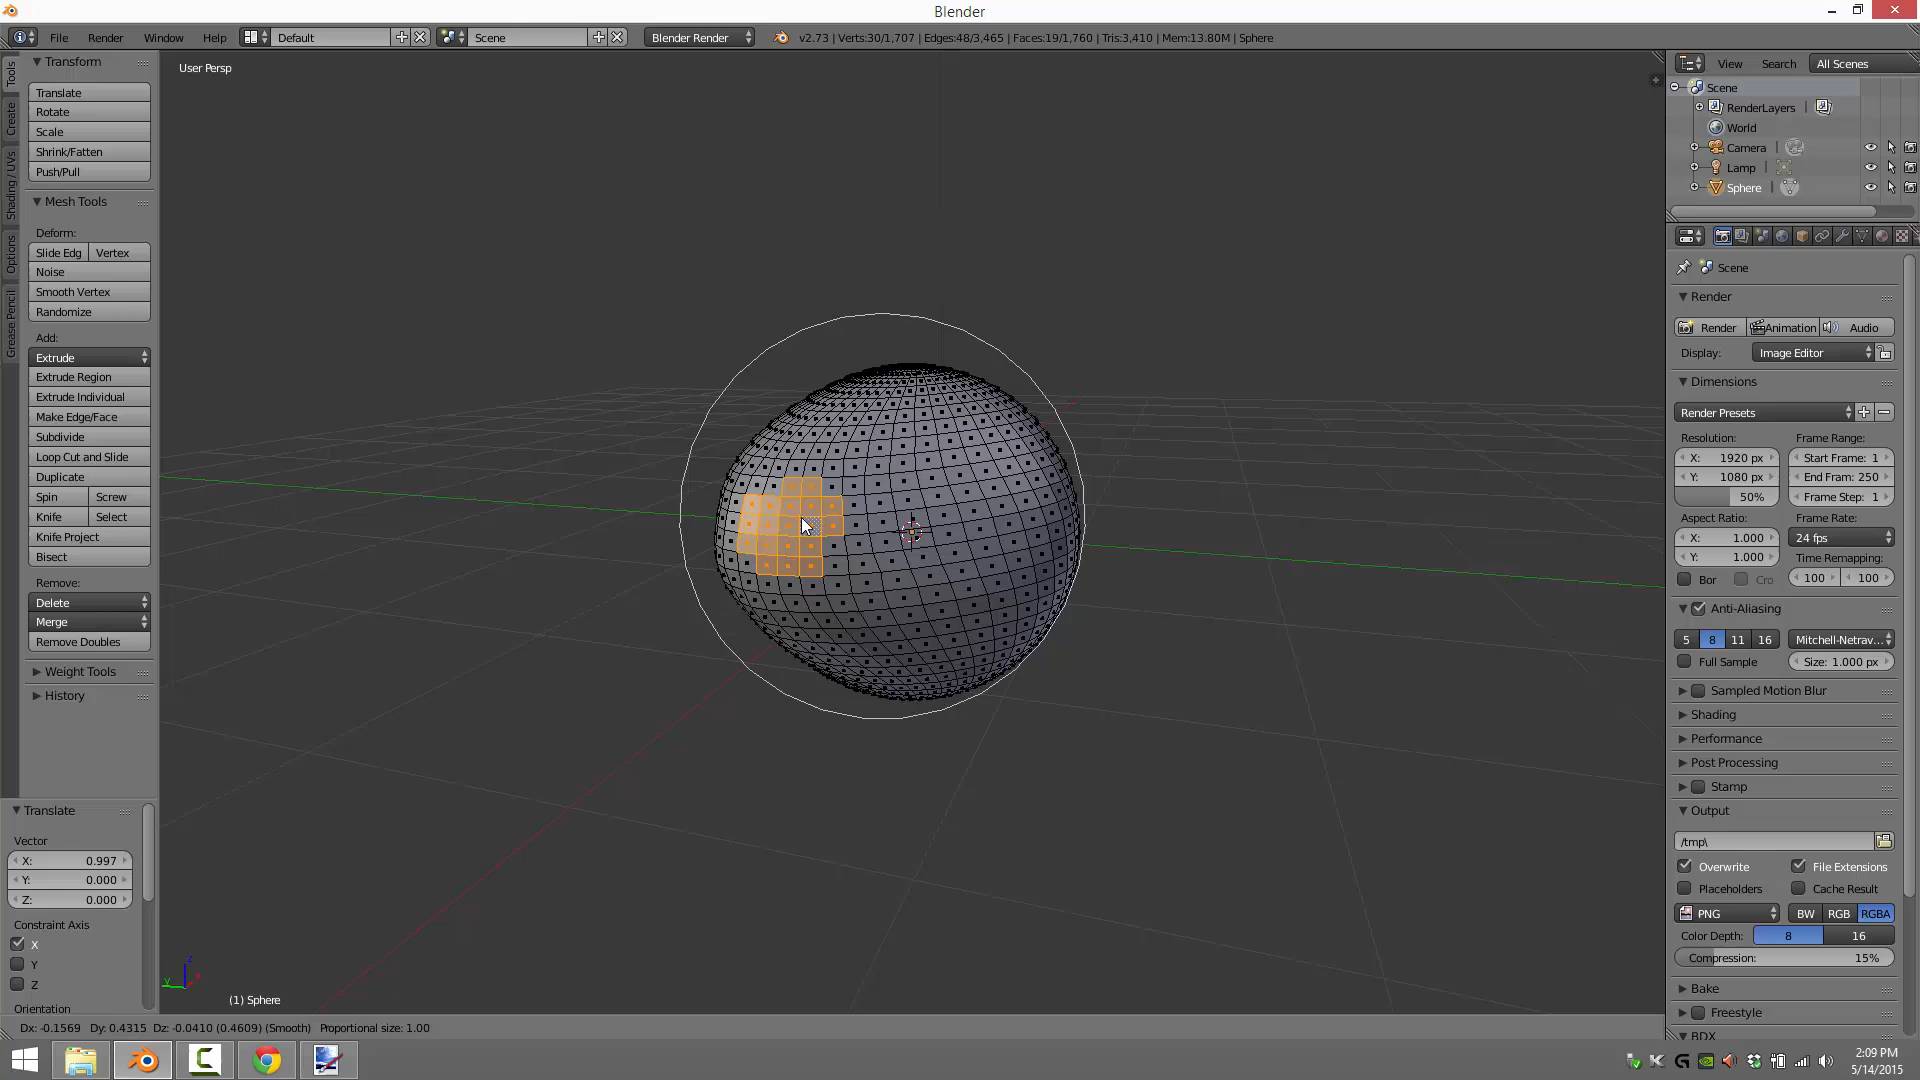 Blender
File Render Window Help Default Scene Blender Render v2.73 | Verts:30/1,707 | Edges:48/3,465 | Faces:19/1,760 | Tris:3,410 | Mem:13.80M | Sphere
Tools
Create
Shading / UVs
Options
Grease Pencil
Transform
Translate
Rotate
Scale
Shrink/Fatten
Push/Pull
Mesh Tools
Deform:
Slide Edg Vertex
Noise
Smooth Vertex
Randomize
Add:
Extrude
Extrude Region
Extrude Individual
Make Edge/Face
Subdivide
Loop Cut and Slide
Duplicate
Spin Screw
Knife Select
Knife Project
Bisect
Remove:
Delete
Merge
Remove Doubles
Weight Tools
History
Translate
Vector
X: 0.997
Y: 0.000
Z: 0.000
Constraint Axis
X
Y
Z
Orientation
User Persp
z
y
x
(1) Sphere
Dx: -0.1569 Dy: 0.4315 Dz: -0.0410 (0.4609) (Smooth) Proportional size: 1.00
View Search All Scenes
Scene
RenderLayers |
World
Camera |
Lamp |
Sphere |
Scene
Render
Render Animation Audio
Display: Image Editor
Dimensions
Render Presets
Resolution: Frame Range:
X: 1920 px Start Frame: 1
Y: 1080 px End Fram: 250
50% Frame Step: 1
Aspect Ratio: Frame Rate:
X: 1.000 24 fps
Y: 1.000 Time Remapping:
Bor Cro 100 100
Anti-Aliasing
5 8 11 16 Mitchell-Netrav...
Full Sample Size: 1.000 px
Sampled Motion Blur
Shading
Performance
Post Processing
Stamp
Output
/tmp\
Overwrite File Extensions
Placeholders Cache Result
PNG BW RGB RGBA
Color Depth: 8 16
Compression: 15%
Bake
Freestyle
BDX
2:09 PM
5/14/2015